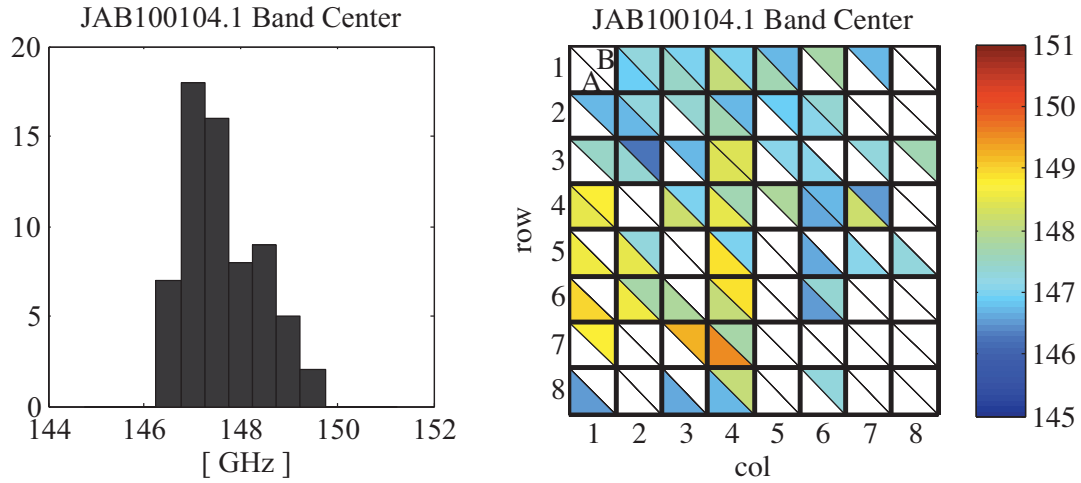 JAB100104.1 Band Center
20
15
10
5
0
144 146 148 150 152
[ GHz ]
JAB100104.1 Band Center
B
A
1
2
3
4
5
6
7
8
row
1 2 3 4 5 6 7 8
col
151
150
149
148
147
146
145